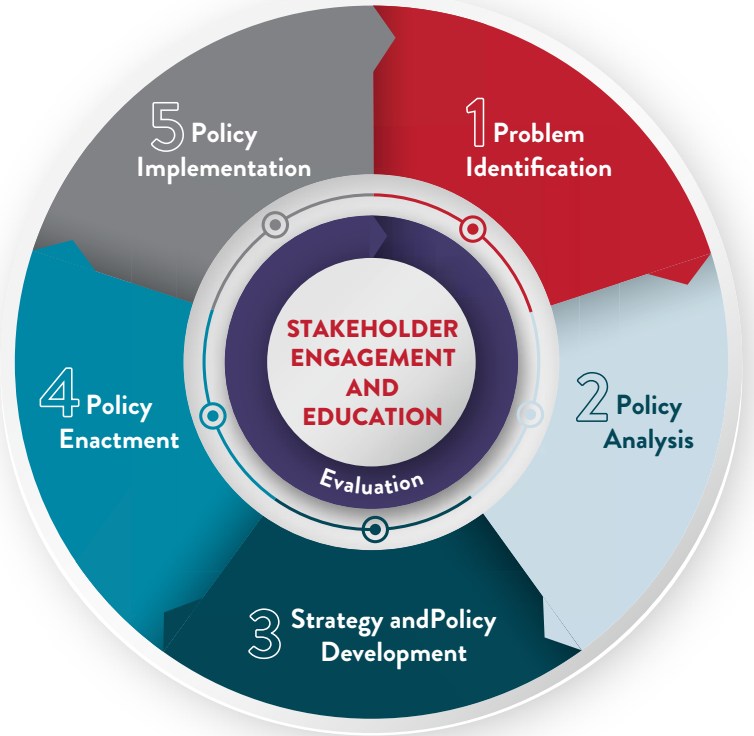 1 Problem
Identification
2 Policy
Analysis
3 Strategy andPolicy
Development
4 Policy
Enactment
5 Policy
Implementation
STAKEHOLDER
ENGAGEMENT
AND
EDUCATION
Evaluation